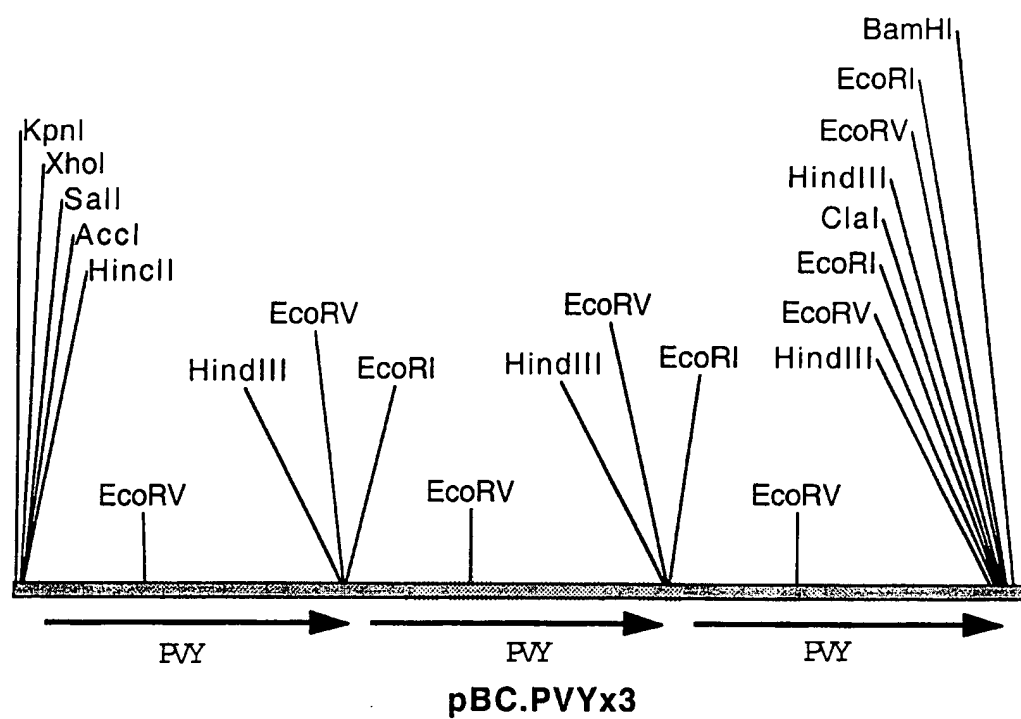 BamHI
EcoRI
KpnI
EcoRV
XhoI
HindIII
SalI
ClaI
AccI
EcoRI
HincII
EcoRV
EcoRV
EcoRV
HindIII
EcoRI
HindIII
EcoRI
HindIII
EcoRV
EcoRV
EcoRV
PVY
PVY
PVY
pBC.PVYx3